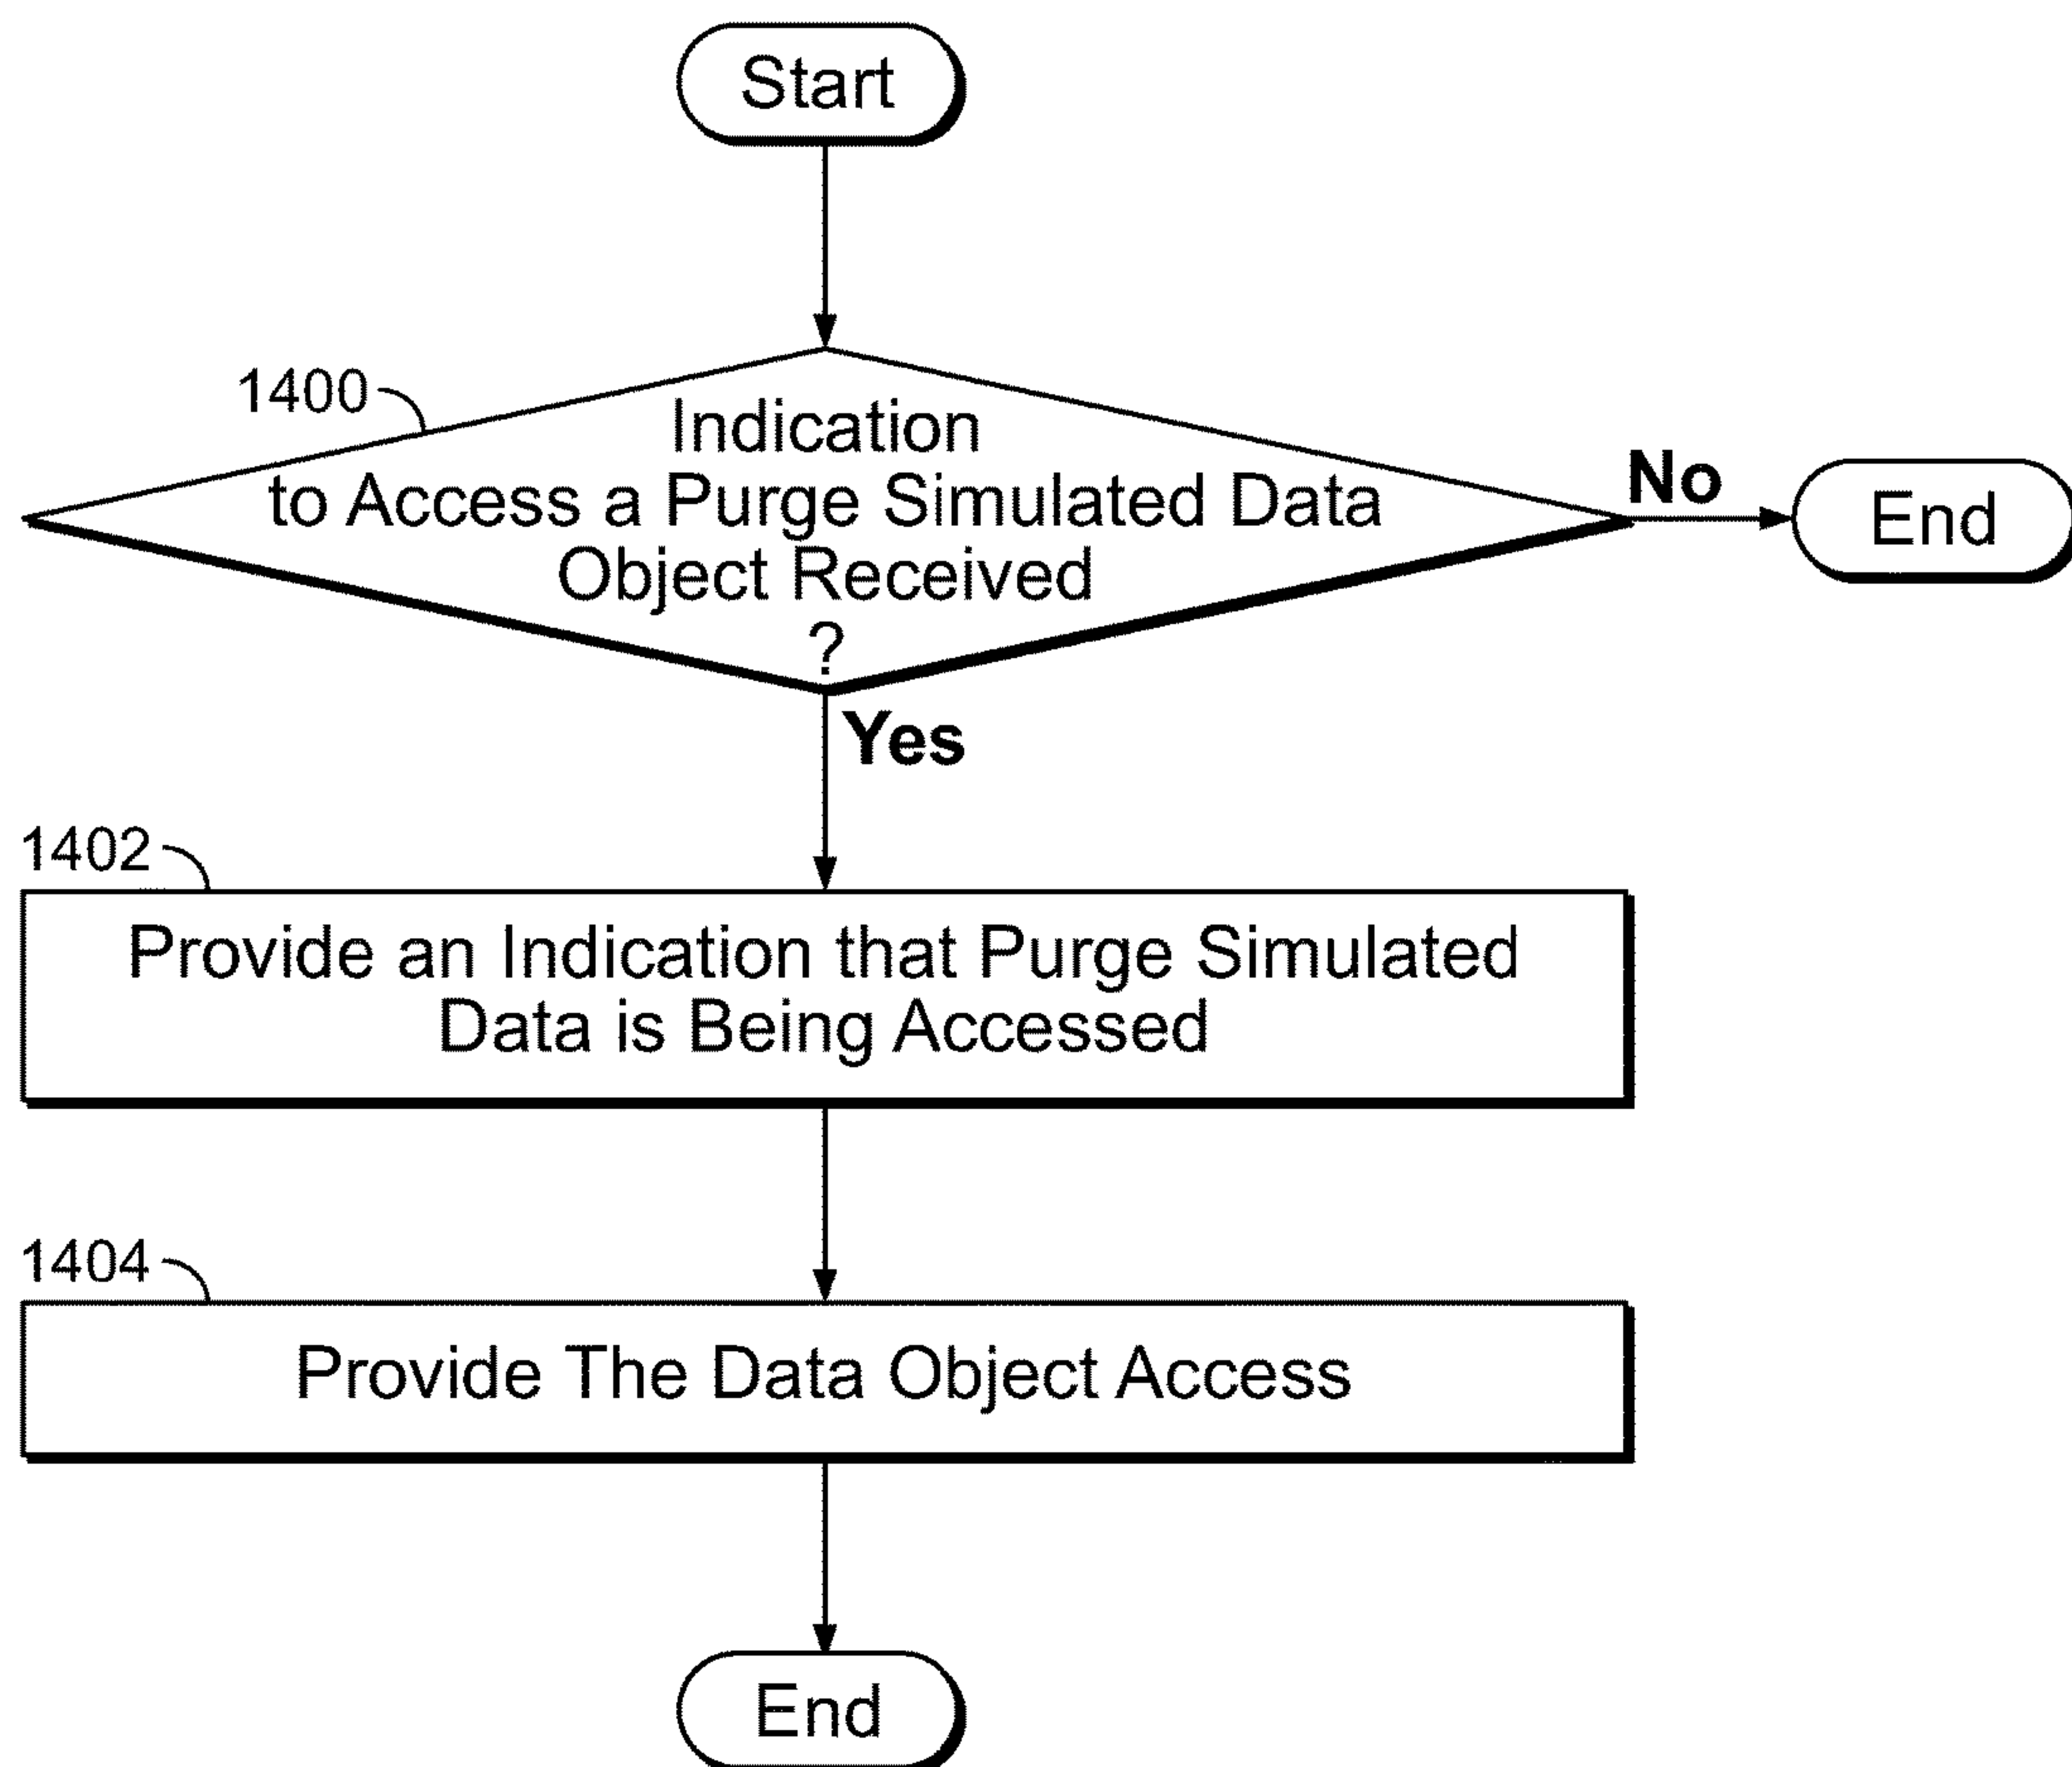 Start
1400
Indication
to Access a Purge Simulated Data
Object Received
?
No
End
Yes
1402
Provide an Indication that Purge Simulated
Data is Being Accessed
1404
Provide The Data Object Access
End